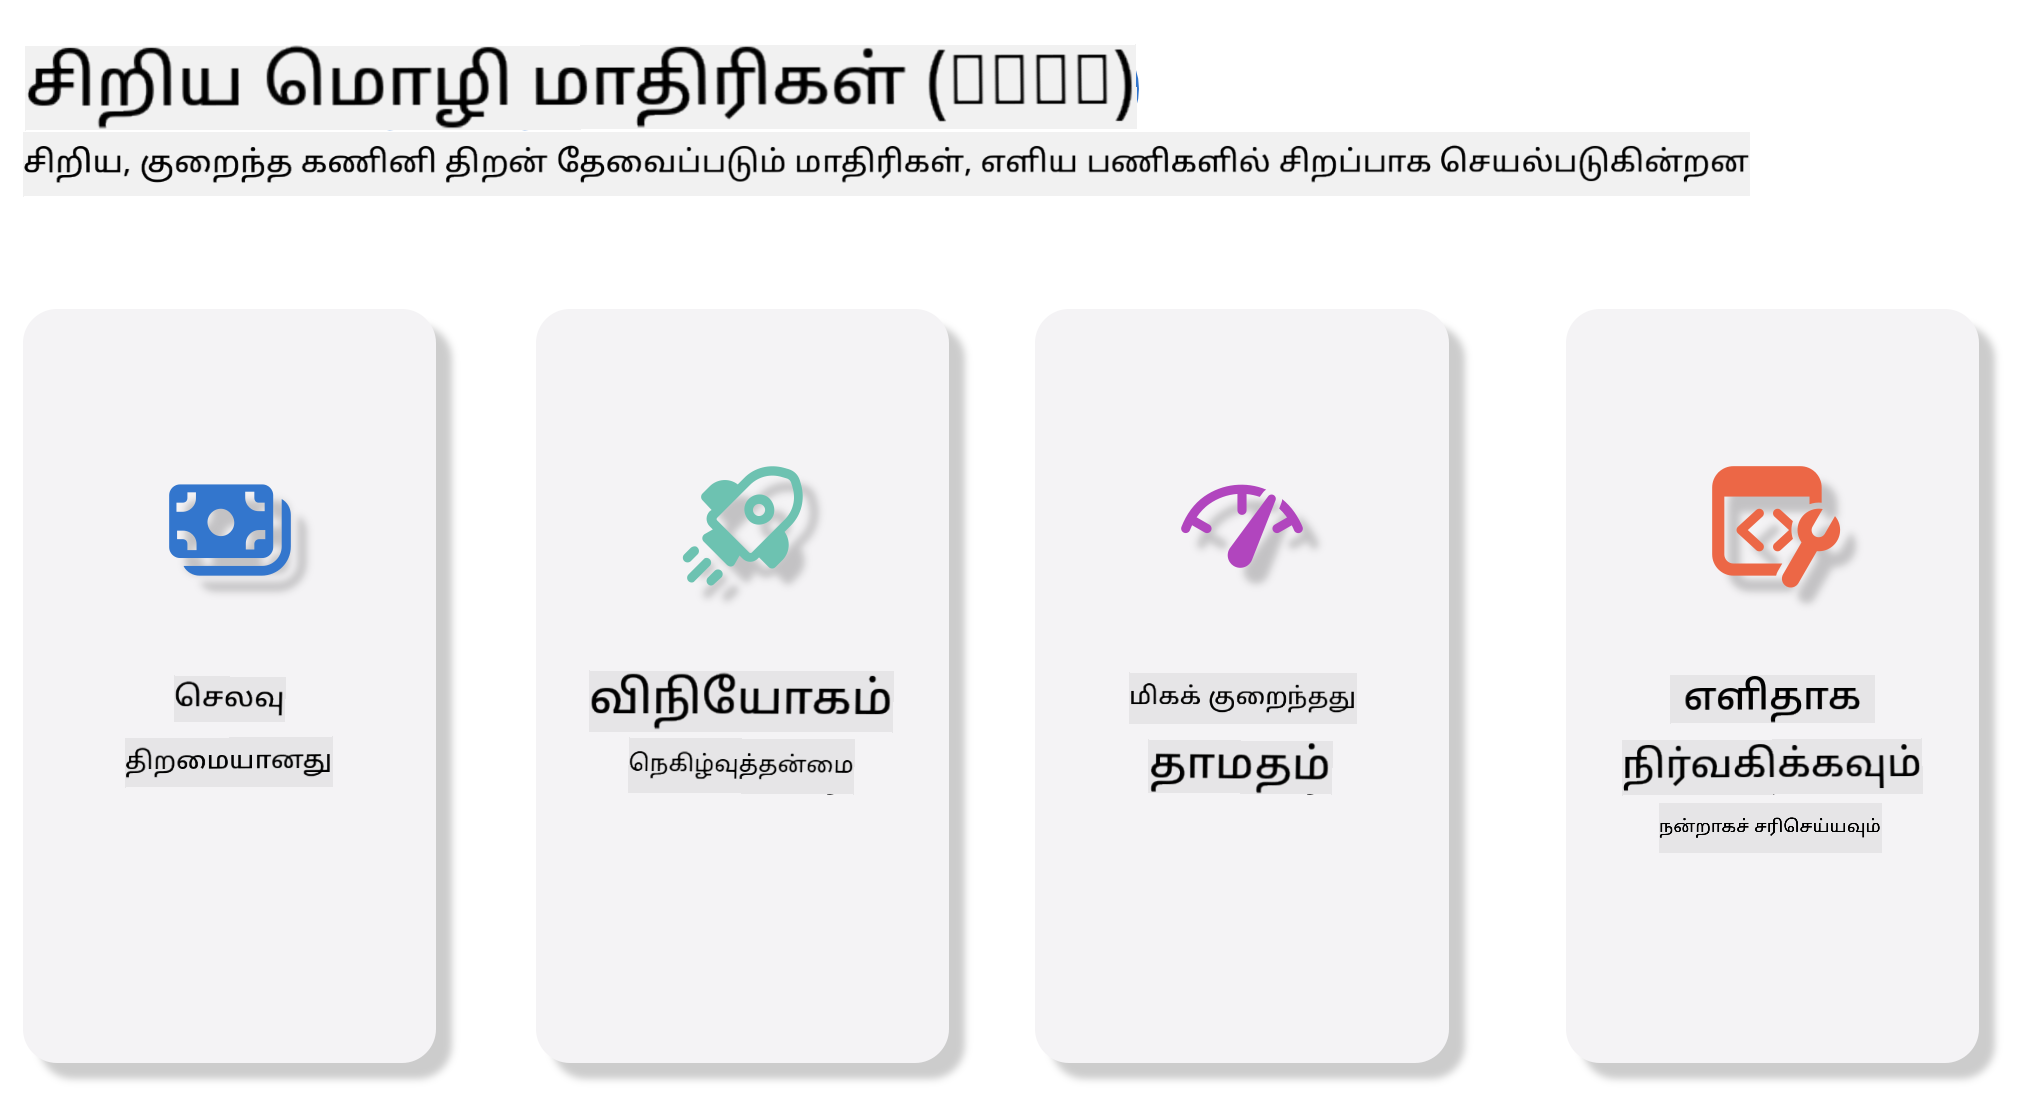 சிறிய மொழி மாதிரிகள் (□□□□)
சிறிய, குறைந்த கணினி திறன் தேவைப்படும் மாதிரிகள், எளிய பணிகளில் சிறப்பாக செயல்படுகின்றன
செலவு
திறமையானது
விநியோகம்
நெகிழ்வுத்தன்மை
மிகக் குறைந்தது
தாமதம்
எளிதாக
நிர்வகிக்கவும்
நன்றாகச் சரிசெய்யவும்